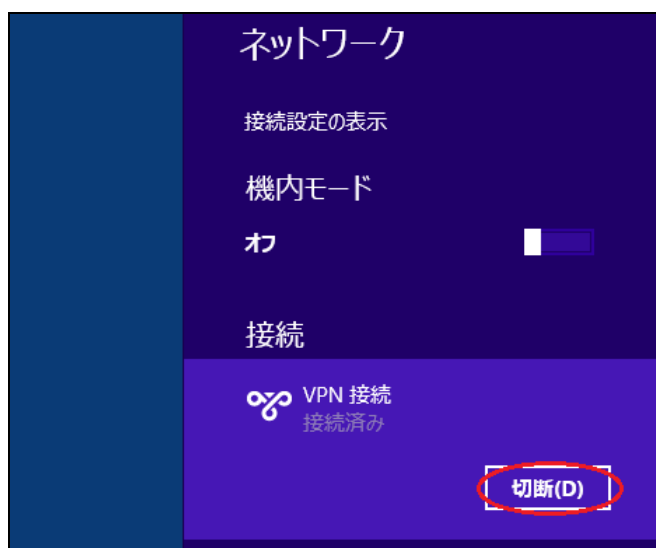 ネットワーク
接続設定の表示
機内モード
オフ
接続
VPN 接続
接続済み
切断(D)